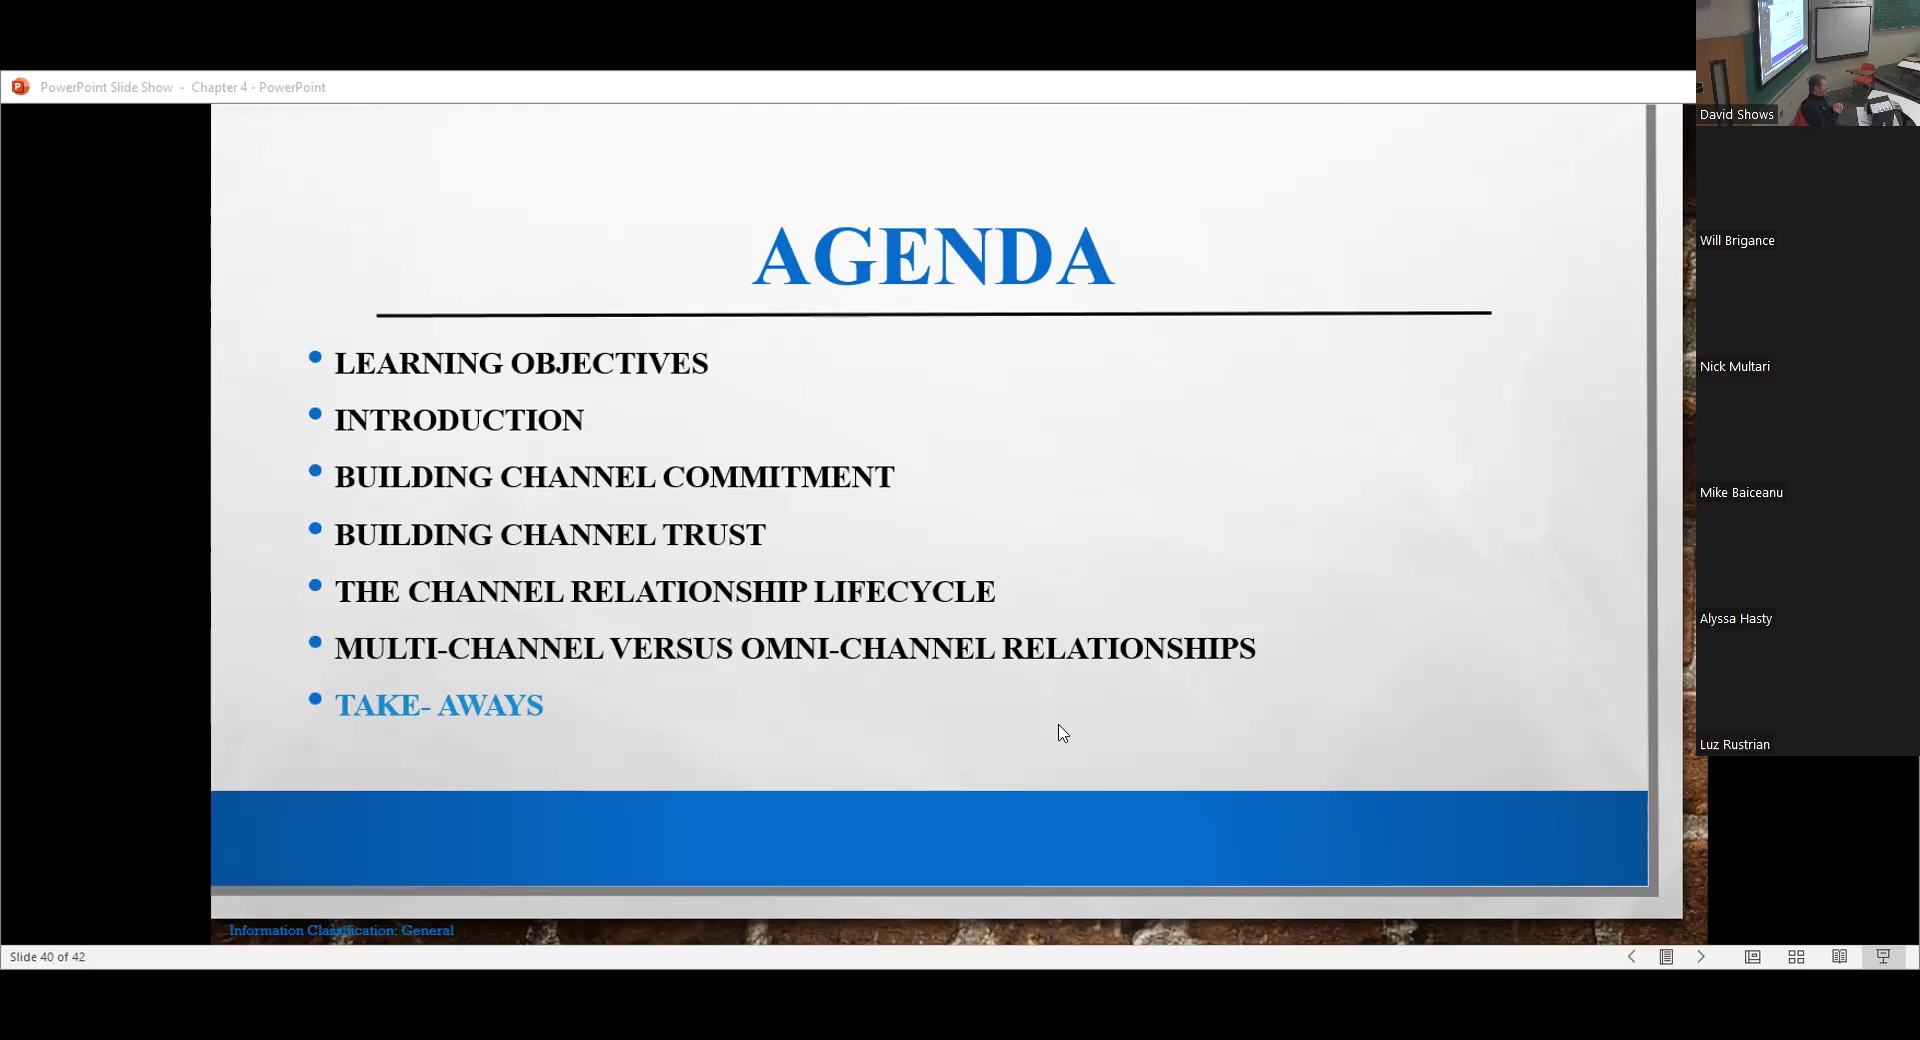 PowerPoint Slide Show - Chapter 4 - PowerPoint
AGENDA
LEARNING OBJECTIVES
INTRODUCTION
BUILDING CHANNEL COMMITMENT
BUILDING CHANNEL TRUST
THE CHANNEL RELATIONSHIP LIFECYCLE
MULTI-CHANNEL VERSUS OMNI-CHANNEL RELATIONSHIPS
TAKE- AWAYS
Information Classification: General
Slide 40 of 42
David Shows
Will Brigance
Nick Multari
Mike Baiceanu
Alyssa Hasty
Luz Rustrian